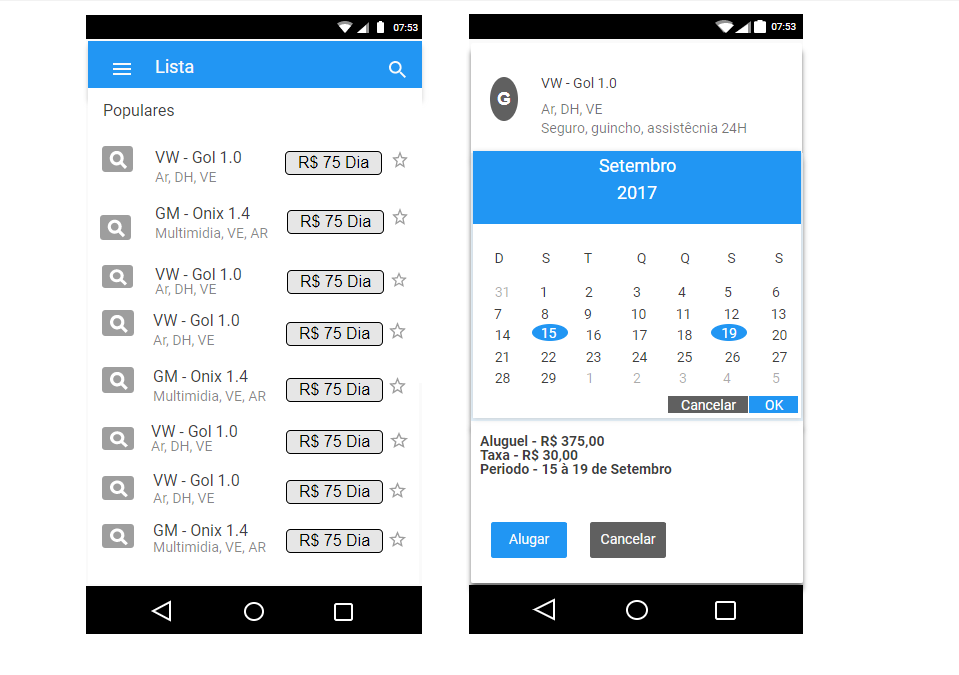 07:53
Lista
Populares
VW - Gol 1.0
R$ 75 Dia
Ar, DH, VE
GM - Onix 1.4
R$ 75 Dia
Multimidia, VE, AR
VW - Gol 1.0
R$ 75 Dia
Ar, DH, VE
VW - Gol 1.0
R$ 75 Dia
Ar, DH, VE
GM - Onix 1.4
R$ 75 Dia
Multimidia, VE, AR
VW - Gol 1.0
R$ 75 Dia
Ar, DH, VE
VW - Gol 1.0
R$ 75 Dia
Ar, DH, VE
GM - Onix 1.4
R$ 75 Dia
Multimidia, VE, AR
07:53
G
VW - Gol 1.0
Ar, DH, VE
Seguro, guincho, assistêcnia 24H
Setembro
2017
D S T Q Q S S
31 1 2 3 4 5 6
7 8 9 10 11 12 13
14 15 16 17 18 19 20
21 22 23 24 25 26 27
28 29 1 2 3 4 5
Cancelar OK
Aluguel - R$ 375,00
Taxa - R$ 30,00
Periodo - 15 à 19 de Setembro
Alugar Cancelar